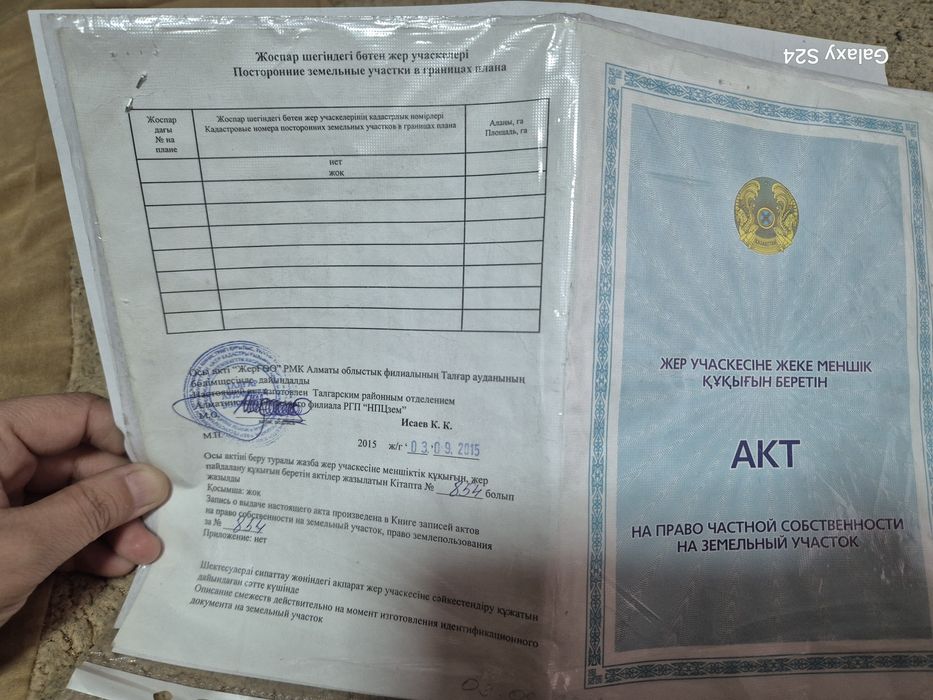 Жоспар шегіндегі бөтен жер учаскелері
Посторонние земельные участки в границах плана
Жоспар
дағы
№ на
плане
Жоспар шегіндегі бөтен жер учаскелерінің кадастрлық нөмірлері
Кадастровые номера посторонних земельных участков в границах плана
Алаңы, га
Площадь, га
нет
жоқ
Осы акті "ЖерҒӨО" РМК Алматы облыстық филиалының Талғар ауданының
бөлімшесінде дайындалды
Настоящий акт изготовлен Талгарским районным отделением
Алматинского филиала РГП "НПЦзем"
М.О.
Исаев К. К.
М.П.
2015 ж/г 03.09.2015
Осы актіні беру туралы жазба жер учаскесіне меншіктік құқығын, жер
пайдалану құқығын беретін актілер жазылатын Кітапта № 854 болып
жазылды
Қосымша: жоқ
Запись о выдаче настоящего акта произведена в Книге записей актов
на право собственности на земельный участок, право землепользования
за № 854
Приложение: нет
Шектесулерді сипаттау жөніндегі ақпарат жер учаскесіне сәйкестендіру құжатын
дайындаған сәтте күшінде
Описание смежеств действительно на момент изготовления идентификационного
документа на земельный участок
Galaxy S24
ҚАЗАҚСТАН
ЖЕР УЧАСКЕСІНЕ ЖЕКЕ МЕНШІК
ҚҰҚЫҒЫН БЕРЕТІН
АКТ
НА ПРАВО ЧАСТНОЙ СОБСТВЕННОСТИ
НА ЗЕМЕЛЬНЫЙ УЧАСТОК